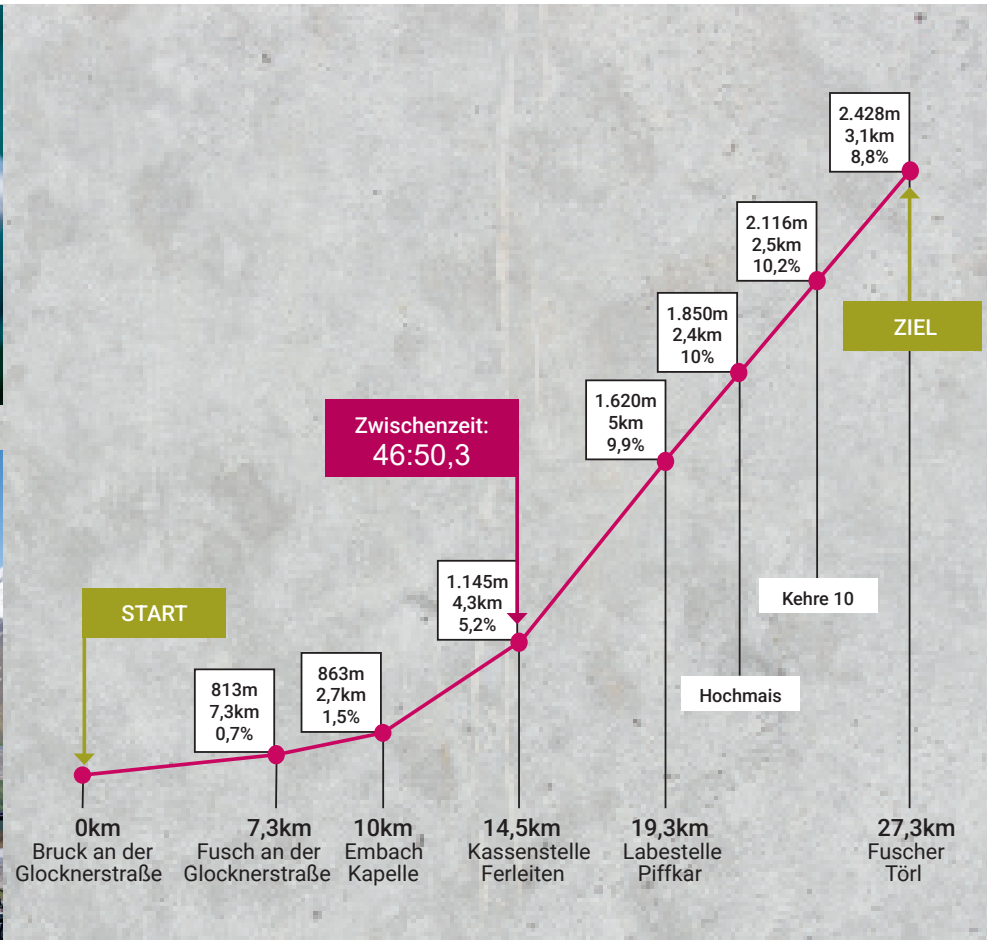 2.428m
3,1km
8,8%
2.116m
2,5km
10,2%
ZIEL
1.850m
2,4km
10%
1.620m
5km
9,9%
Zwischenzeit:
46:50,3
1.145m
4,3km
5,2%
START
Kehre 10
863m
2,7km
1,5%
813m
7,3km
0,7%
Hochmais
0km
Bruck an der
Glocknerstraße
7,3km
Fusch an der
Glocknerstraße
10km
Embach
Kapelle
14,5km
Kassenstelle
Ferleiten
19,3km
Labestelle
Piffkar
27,3km
Fuscher
Törl